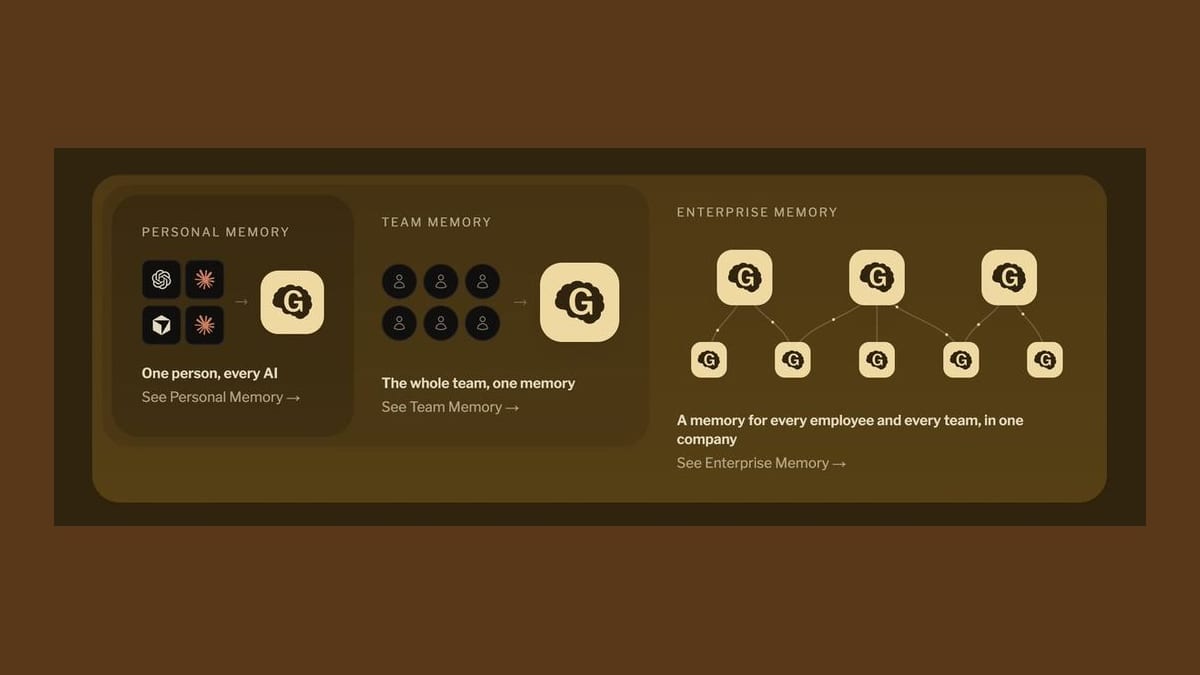 PERSONAL MEMORY
G
One person, every AI
See Personal Memory →
TEAM MEMORY
G
The whole team, one memory
See Team Memory →
ENTERPRISE MEMORY
G
G
G
G
G
G
G
G
A memory for every employee and every team, in one
company
See Enterprise Memory →